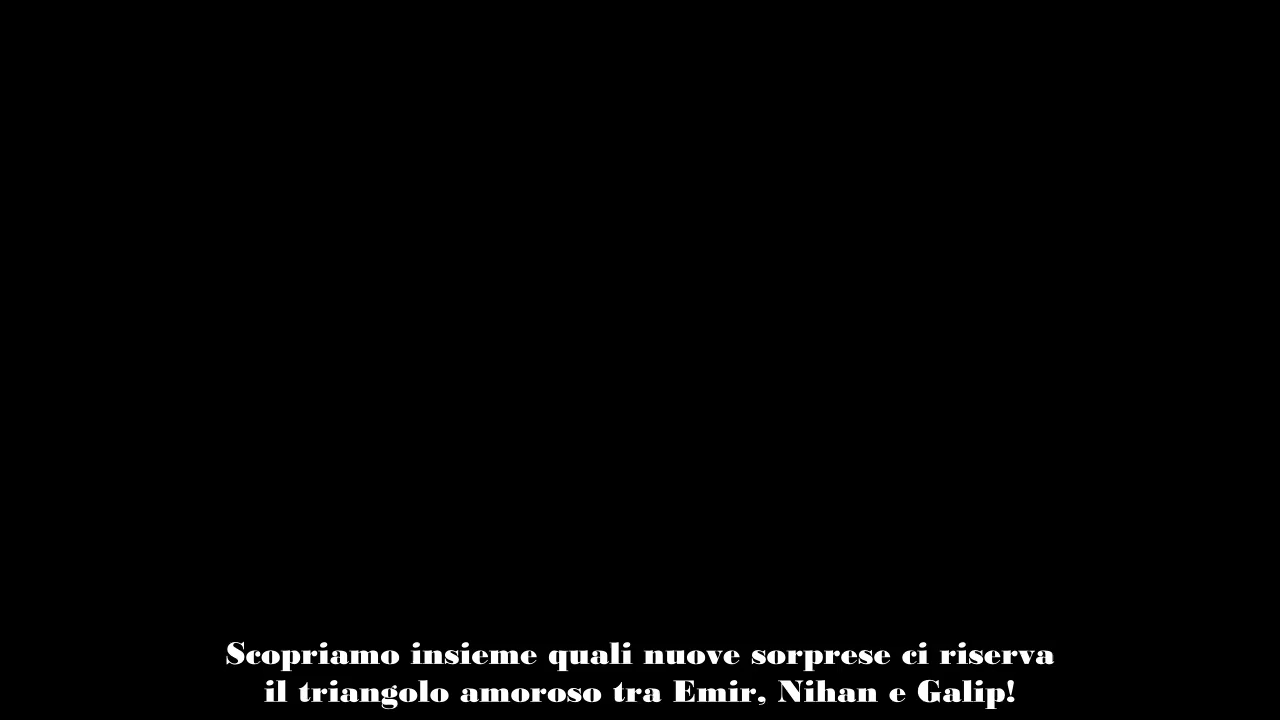 Scopriamo insieme quali nuove sorprese ci riserva
il triangolo amoroso tra Emir, Nihan e Galip!